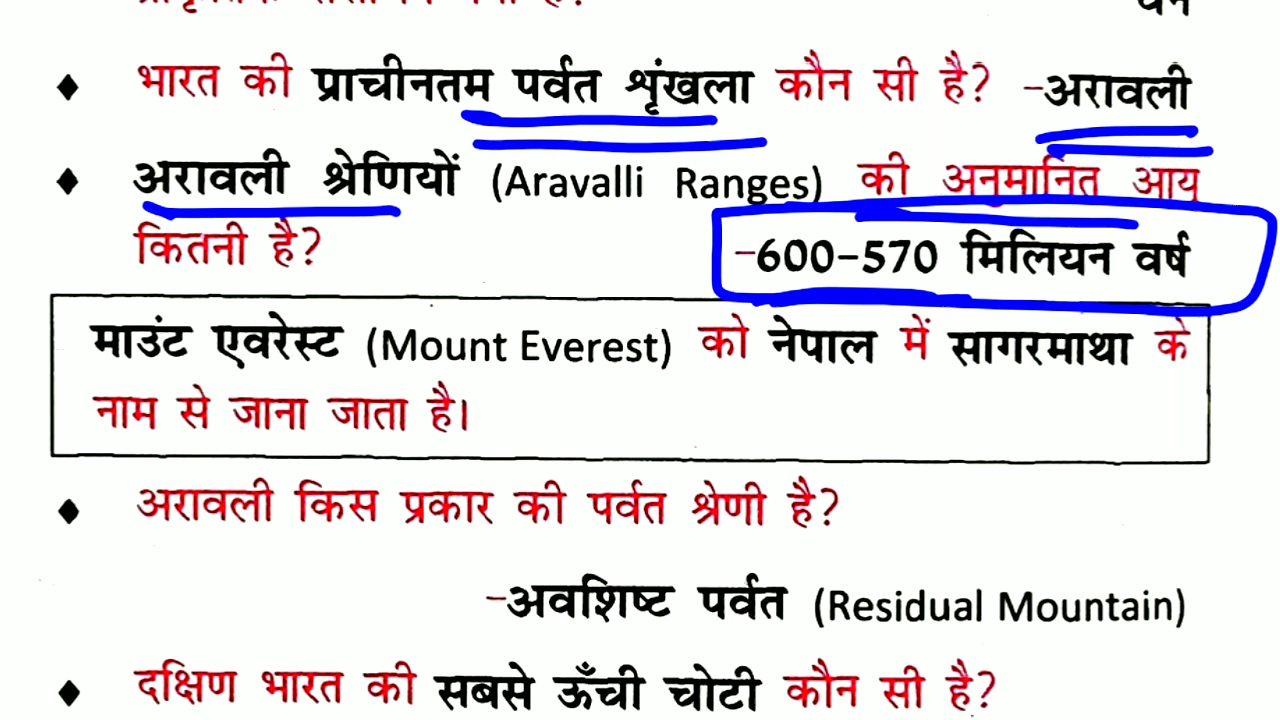 ♦ भारत की प्राचीनतम पर्वत शृंखला कौन सी है? -अरावली
♦ अरावली श्रेणियों (Aravalli Ranges) की अनुमानित आयु
कितनी है? -600-570 मिलियन वर्ष
माउंट एवरेस्ट (Mount Everest) को नेपाल में सागरमाथा के
नाम से जाना जाता है।
♦ अरावली किस प्रकार की पर्वत श्रेणी है?
-अवशिष्ट पर्वत (Residual Mountain)
♦ दक्षिण भारत की सबसे ऊँची चोटी कौन सी है?